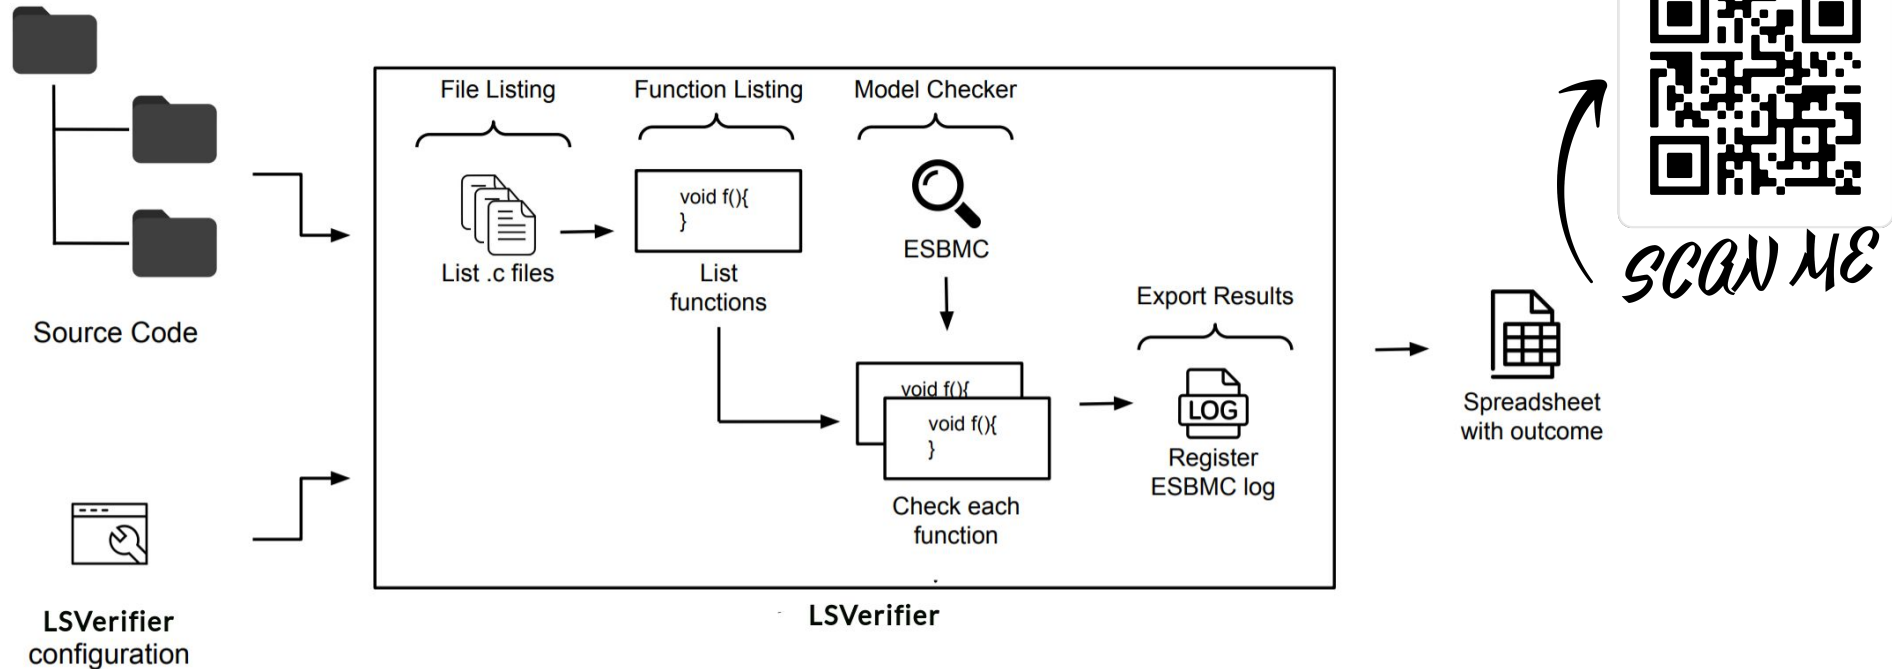 Source Code
LSVerifier
configuration
File Listing
Function Listing
Model Checker
List .c files
void f(){
}
List
functions
ESBMC
void f(){
void f(){
}
Check each
function
Export Results
LOG
Register
ESBMC log
LSVerifier
Spreadsheet
with outcome
SCAN ME